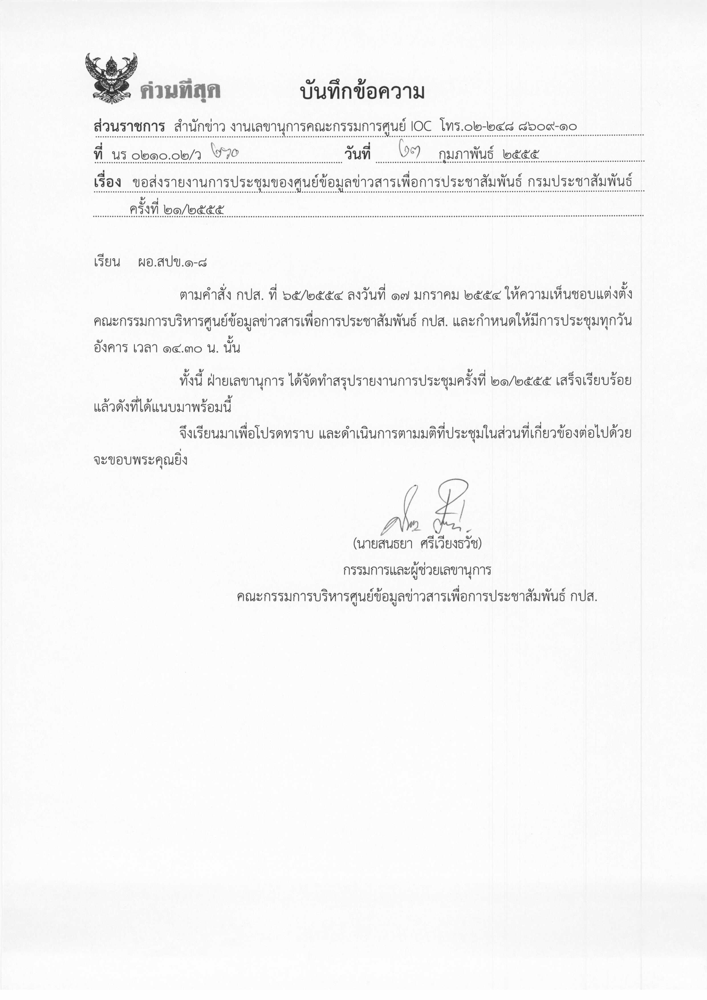 ด่วนที่สุด
บันทึกข้อความ
ส่วนราชการ สำนักข่าว งานเลขานุการคณะกรรมการศูนย์ IOC โทร.๐๒-๒๔๘ ๘๖๐๙-๑๐
ที่ นร ๐๒๑๐.๐๒/ว วันที่ ๒๓ กุมภาพันธ์ ๒๕๕๕
เรื่อง ขอส่งรายงานการประชุมของศูนย์ข้อมูลข่าวสารเพื่อการประชาสัมพันธ์ กรมประชาสัมพันธ์
ครั้งที่ ๒๑/๒๕๕๕
เรียน ผอ.สปข.๑-๘
ตามคำสั่ง กปส. ที่ ๖๕/๒๕๕๔ ลงวันที่ ๑๗ มกราคม ๒๕๕๔ ให้ความเห็นชอบแต่งตั้ง
คณะกรรมการบริหารศูนย์ข้อมูลข่าวสารเพื่อการประชาสัมพันธ์ กปส. และกำหนดให้มีการประชุมทุกวัน
อังคาร เวลา ๑๔.๓๐ น. นั้น
ทั้งนี้ ฝ่ายเลขานุการ ได้จัดทำสรุปรายงานการประชุมครั้งที่ ๒๑/๒๕๕๕ เสร็จเรียบร้อย
แล้วดังที่ได้แนบมาพร้อมนี้
จึงเรียนมาเพื่อโปรดทราบ และดำเนินการตามมติที่ประชุมในส่วนที่เกี่ยวข้องต่อไปด้วย
จะขอบพระคุณยิ่ง
(นายสนธยา ศรีเวียงธวัช)
กรรมการและผู้ช่วยเลขานุการ
คณะกรรมการบริหารศูนย์ข้อมูลข่าวสารเพื่อการประชาสัมพันธ์ กปส.